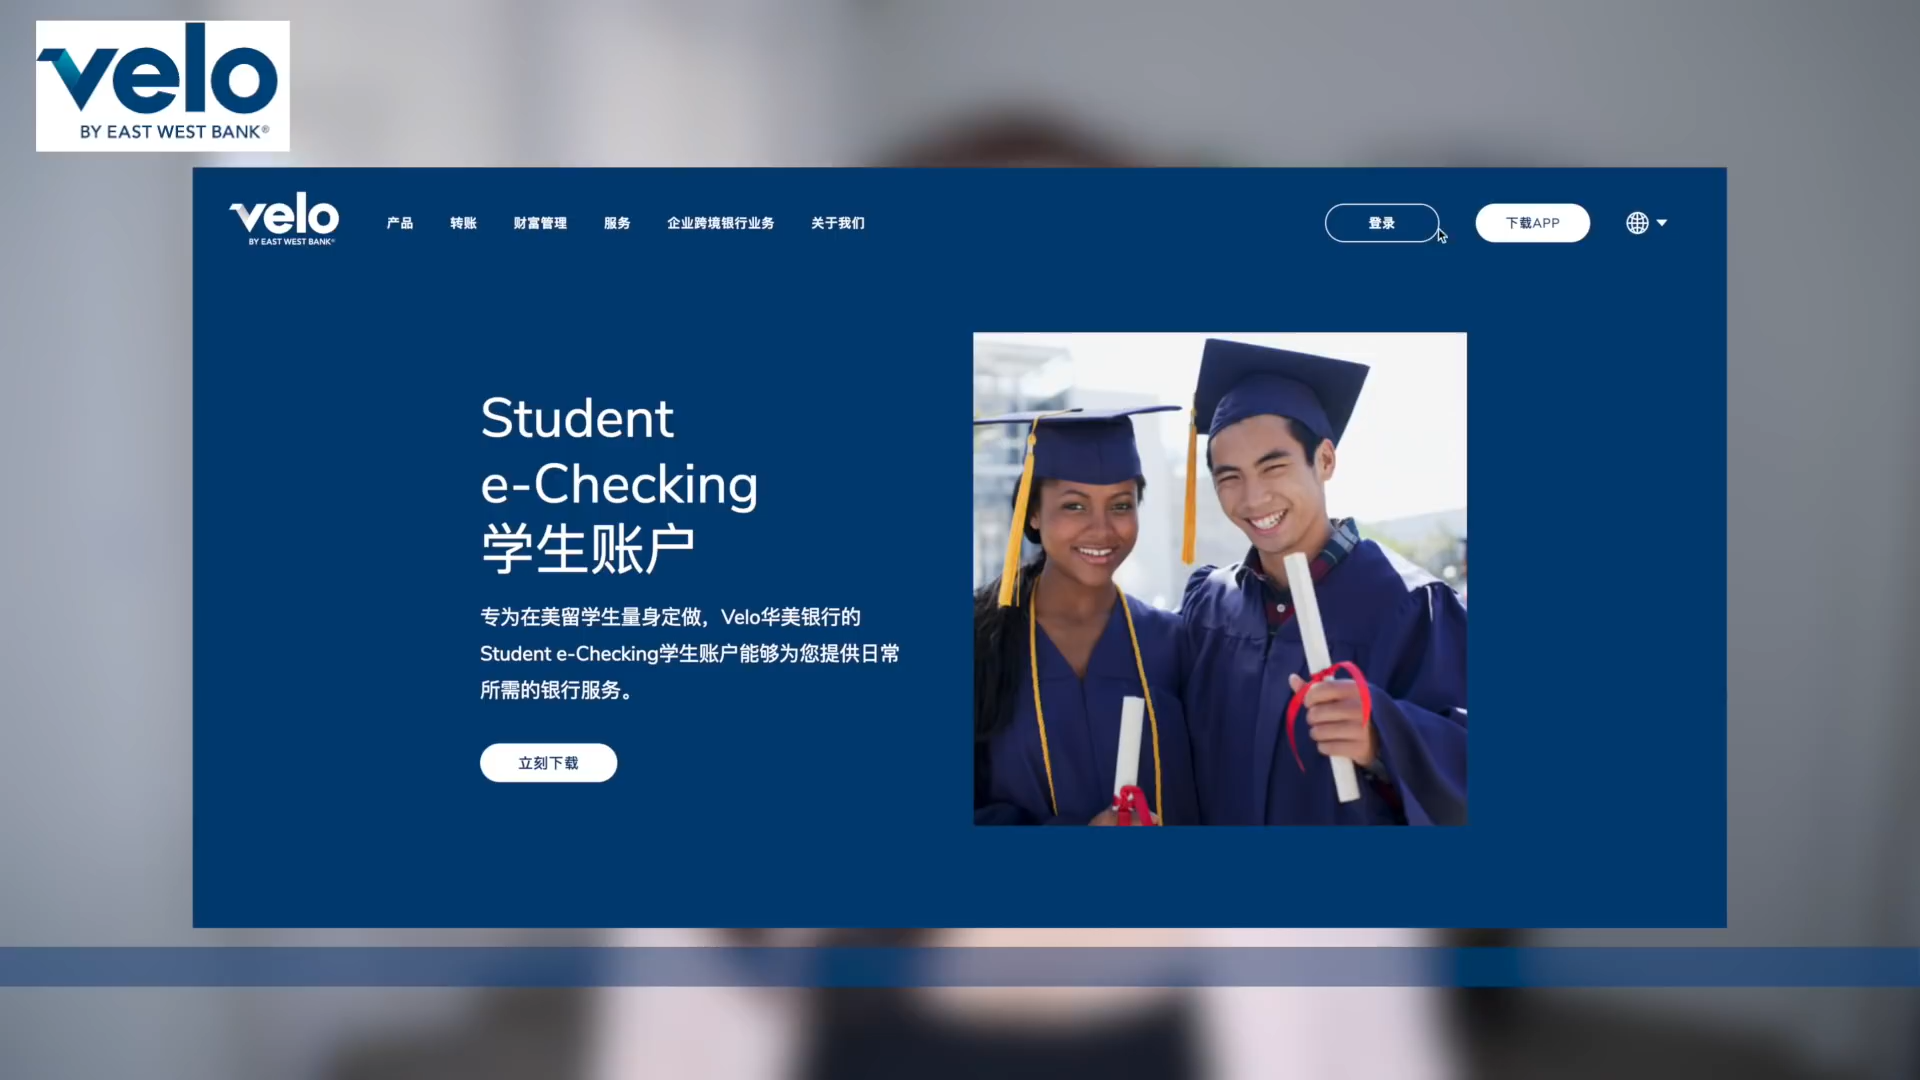 velo
BY EAST WEST BANK®
velo
BY EAST WEST BANK®
产品
转账
财富管理
服务
企业跨境银行业务
关于我们
登录
下载APP
Student
e-Checking
学生账户
专为在美留学生量身定做，Velo华美银行的
Student e-Checking学生账户能够为您提供日常
所需的银行服务。
立刻下载